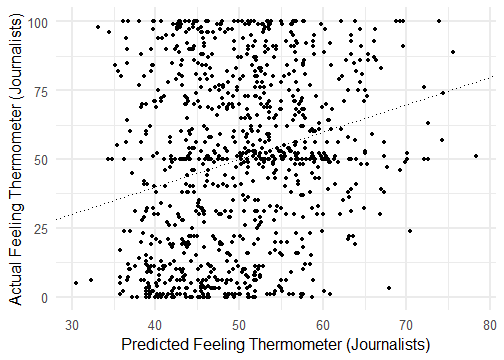 Actual Feeling Thermometer (Journalists)
100
75
50
25
0
30 40 50 60 70 80
Predicted Feeling Thermometer (Journalists)